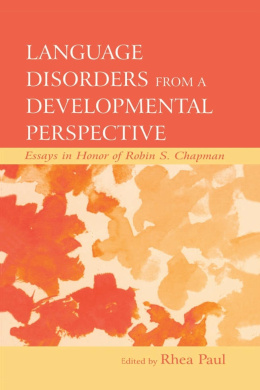 LANGUAGE
DISORDERS FROM A
DEVELOPMENTAL
PERSPECTIVE
Essays in Honor of Robin S. Chapman
Edited by Rhea Paul